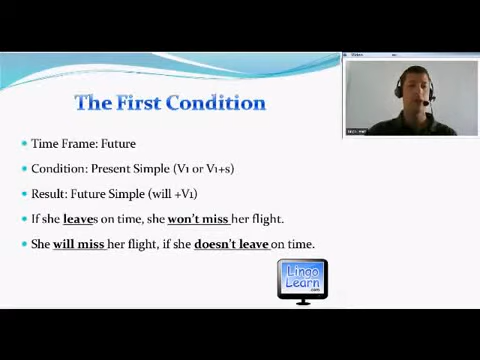 The First Condition
Time Frame: Future
Condition: Present Simple (V1 or V1+s)
Result: Future Simple (will +V1)
If she leaves on time, she won't miss her flight.
She will miss her flight, if she doesn't leave on time.
Lingo
Learn
.com